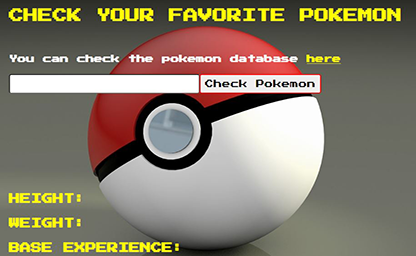 CHECK YOUR FAVORITE POKEMON
You can check the pokemon database here
Check Pokemon
HEIGHT:
WEIGHT:
BASE EXPERIENCE: